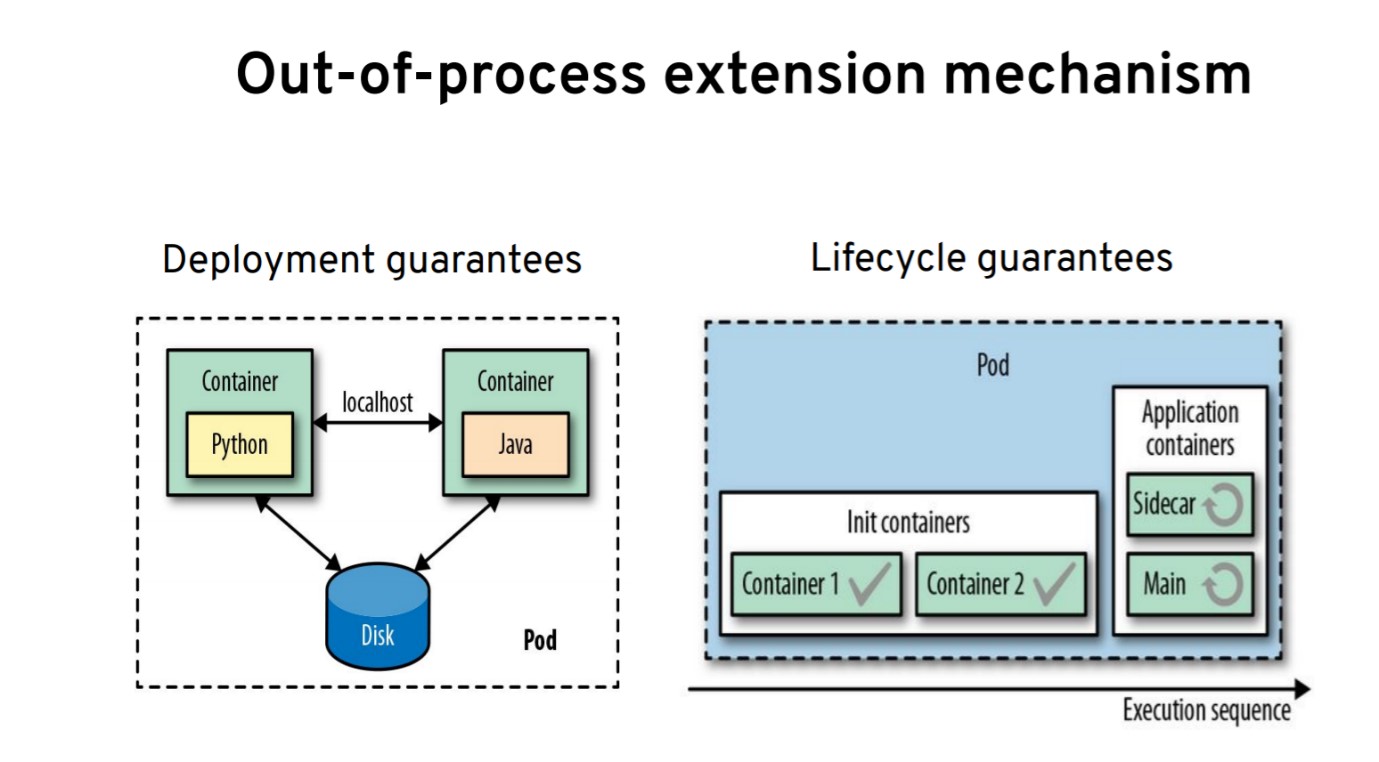 Out-of-process extension mechanism
Deployment guarantees
Container
Python
localhost
Container
Java
Disk
Pod
Lifecycle guarantees
Pod
Init containers
Container 1
Container 2
Application
containers
Sidecar
Main
Execution sequence